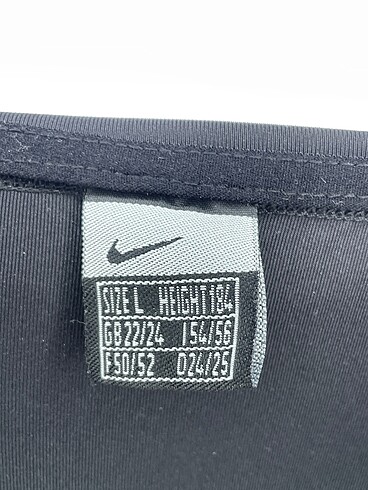 SIZE L HEIGHT 184
GB 22/24 I 54/56
F 50/52 D 24/25